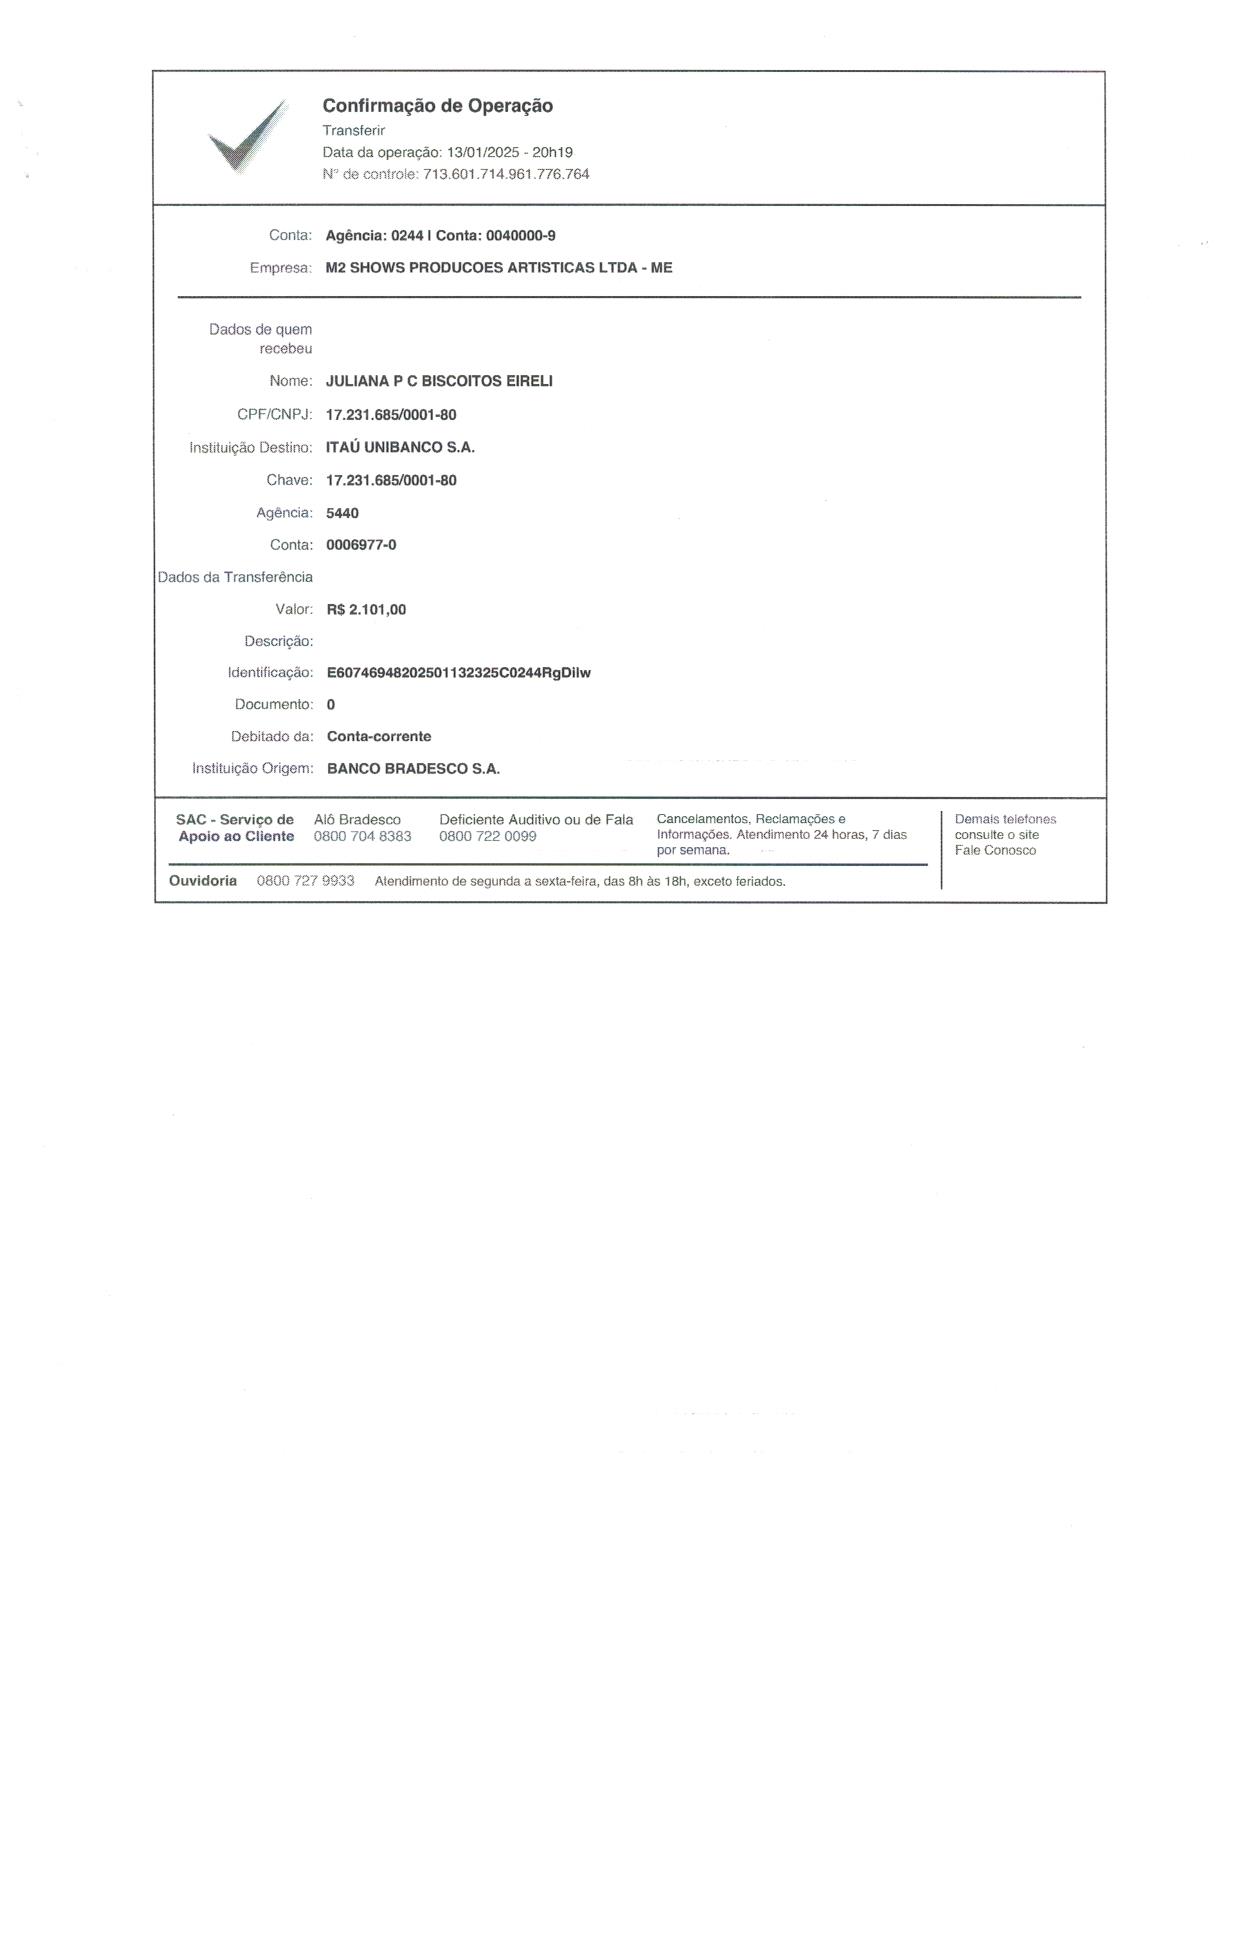 Confirmação de Operação
Transferir
Data da operação: 13/01/2025 - 20h19
N° de controle: 713.601.714.961.776.764
Conta: Agência: 0244 I Conta: 0040000-9
Empresa: M2 SHOWS PRODUCOES ARTISTICAS LTDA - ME
Dados de quem
recebeu
Nome: JULIANA P C BISCOITOS EIRELI
CPF/CNPJ: 17.231.685/0001-80
Instituição Destino: ITAÚ UNIBANCO S.A.
Chave: 17.231.685/0001-80
Agência: 5440
Conta: 0006977-0
Dados da Transferência
Valor: R$ 2.101,00
Descrição:
Identificação: E60746948202501132325C0244RgDilw
Documento: 0
Debitado da: Conta-corrente
Instituição Origem: BANCO BRADESCO S.A.
SAC - Serviço de
Apoio ao Cliente
Alô Bradesco
0800 704 8383
Deficiente Auditivo ou de Fala
0800 722 0099
Cancelamentos, Reclamações e
Informações. Atendimento 24 horas, 7 dias
por semana.
Demais telefones
consulte o site
Fale Conosco
Ouvidoria 0800 727 9933 Atendimento de segunda a sexta-feira, das 8h às 18h, exceto feriados.